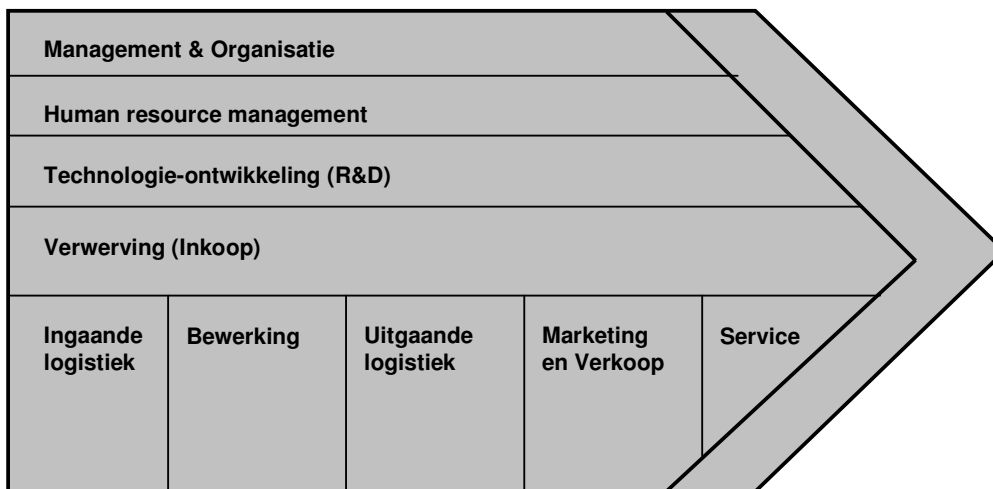 Management & Organisatie
Human resource management
Technologie-ontwikkeling (R&D)
Verwerving (Inkoop)
Ingaande
logistiek
Bewerking
Uitgaande
logistiek
Marketing
en Verkoop
Service